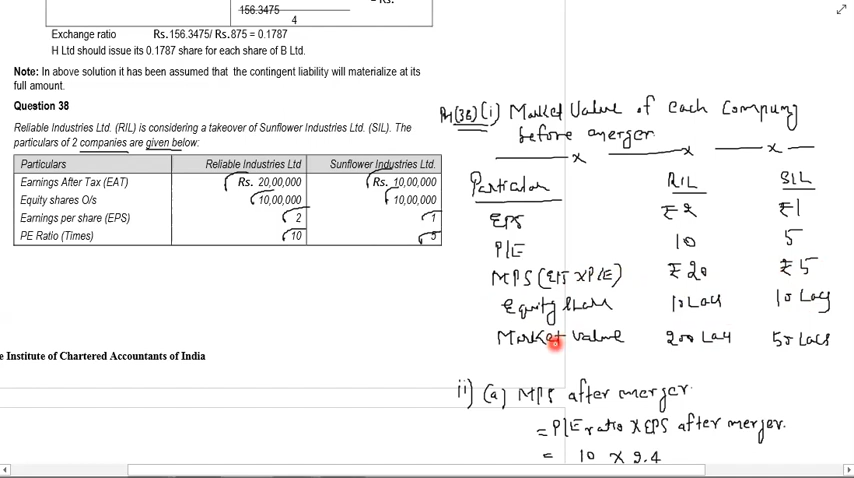 156.3475
4
= Rs.
Exchange ratio Rs.156.3475/ Rs.875 = 0.1787
H Ltd should issue its 0.1787 share for each share of B Ltd.
Note: In above solution it has been assumed that the contingent liability will materialize at its
full amount.
Question 38
Reliable Industries Ltd. (RIL) is considering a takeover of Sunflower Industries Ltd. (SIL). The
particulars of 2 companies are given below:
Particulars Reliable Industries Ltd Sunflower Industries Ltd.
Earnings After Tax (EAT) Rs. 20,00,000 Rs. 10,00,000
Equity shares O/s 10,00,000 10,00,000
Earnings per share (EPS) 2 1
PE Ratio (Times) 10 5
e Institute of Chartered Accountants of India
(38) (i) Market Value of each Company
before merger
x x x
Particular RIL SIL
EPS ₹2 ₹1
P/E 10 5
MPS (EPS X P/E) ₹20 ₹5
Equity share 10 Lacs 10 Lacs
Market Value 200 Lacs 50 Lacs
ii) (a) MPS after merger.
= P/E ratio X EPS after merger.
= 10 X 2.4